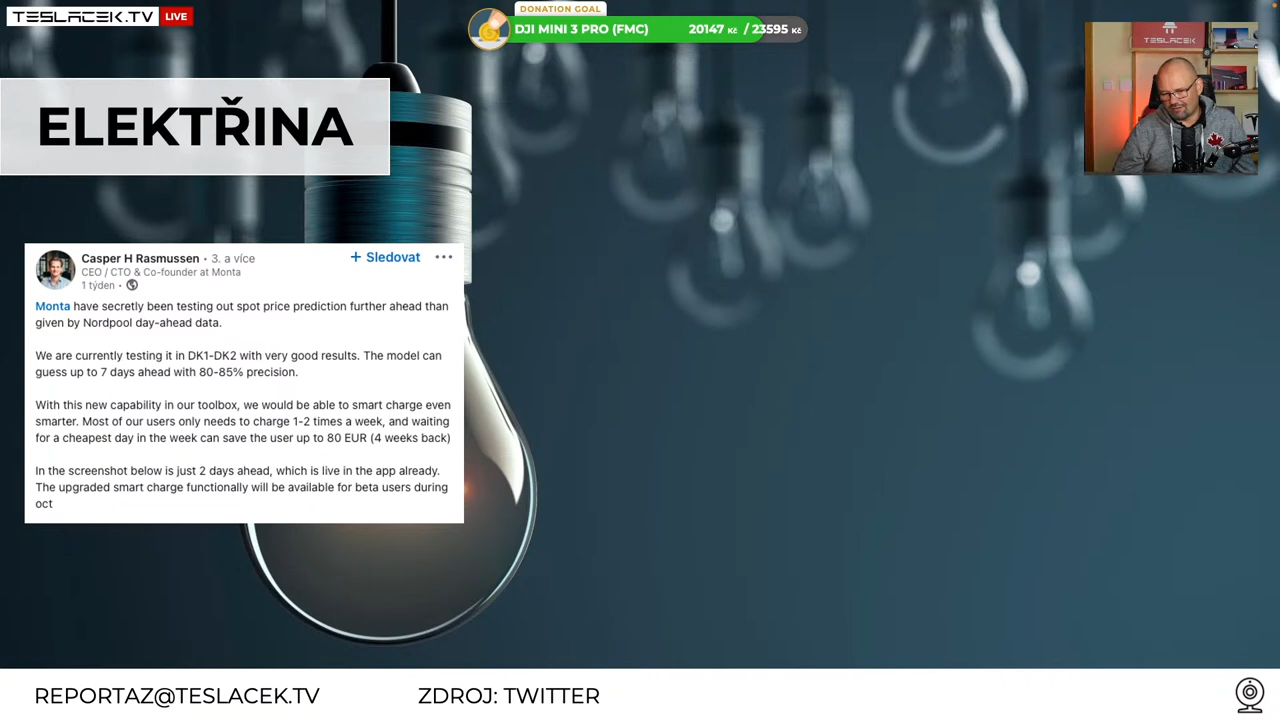 TESLACEK.TV LIVE
DONATION GOAL
DJI MINI 3 PRO (FMC) 20147 Kč / 23595 Kč
TESLACEK
ELEKTŘINA
Casper H Rasmussen • 3. a více
+ Sledovat •••
CEO / CTO & Co-founder at Monta
1 týden •
Monta have secretly been testing out spot price prediction further ahead than
given by Nordpool day-ahead data.
We are currently testing it in DK1-DK2 with very good results. The model can
guess up to 7 days ahead with 80-85% precision.
With this new capability in our toolbox, we would be able to smart charge even
smarter. Most of our users only needs to charge 1-2 times a week, and waiting
for a cheapest day in the week can save the user up to 80 EUR (4 weeks back)
In the screenshot below is just 2 days ahead, which is live in the app already.
The upgraded smart charge functionally will be available for beta users during
oct
REPORTAZ@TESLACEK.TV ZDROJ: TWITTER